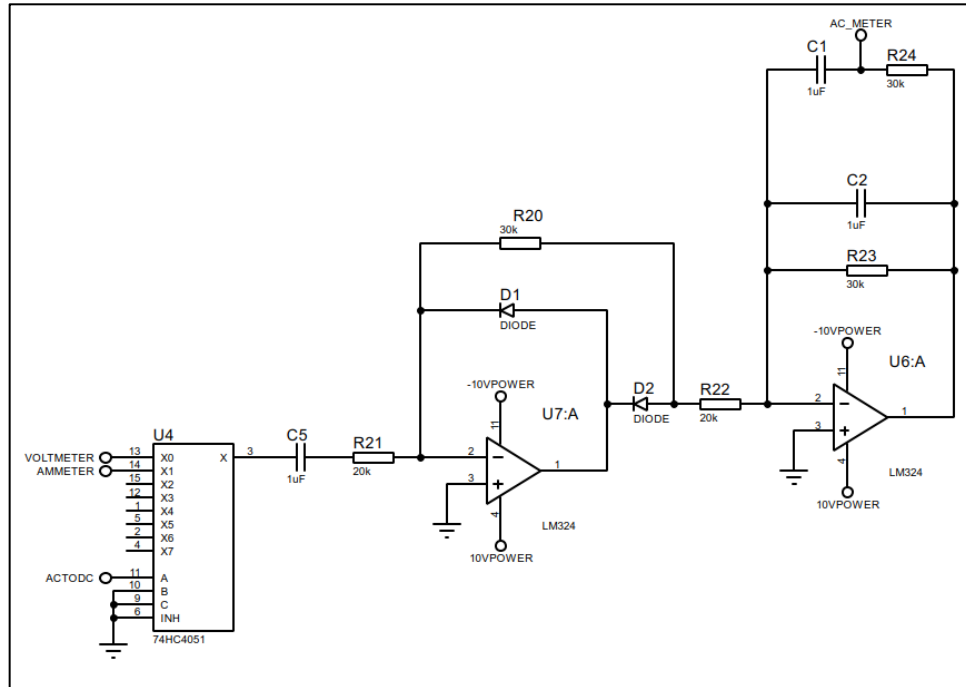 AC_METER
C1
R24
1uF
30k
C2
1uF
R20
30k
R23
30k
D1
DIODE
-10VPOWER
11
U6:A
-10VPOWER
11
U7:A
D2
DIODE
R22
20k
2
3
1
4
LM324
10VPOWER
U4
C5
1uF
R21
20k
2
3
1
4
LM324
10VPOWER
VOLTMETER 13 X0 X 3
AMMETER 14 X1
15 X2
12 X3
1 X4
5 X5
2 X6
4 X7
ACTODC 11 A
10 B
9 C
6 INH
74HC4051